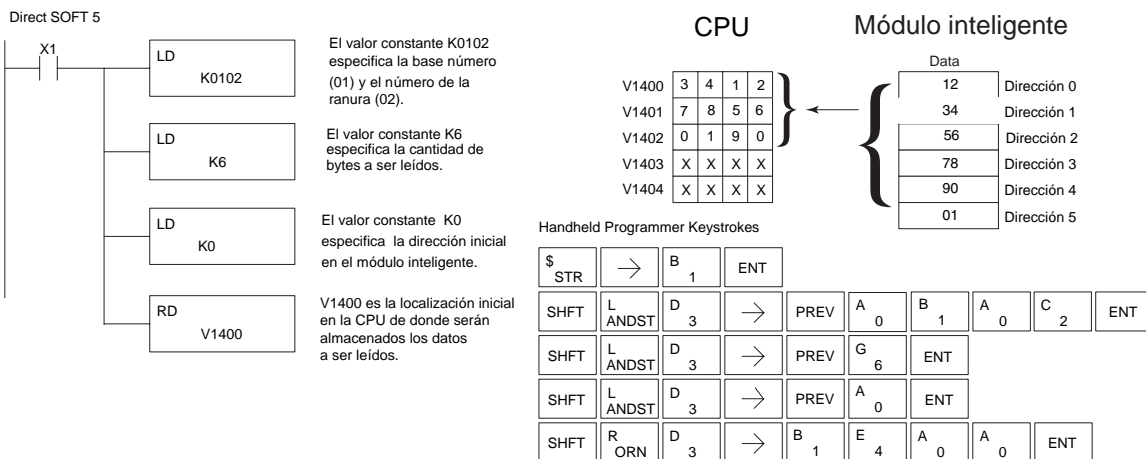 Direct SOFT 5
X1
LD
K0102
El valor constante K0102
especifica la base número
(01) y el número de la
ranura (02).
LD
K6
El valor constante K6
especifica la cantidad de
bytes a ser leídos.
LD
K0
El valor constante K0
especifica la dirección inicial
en el módulo inteligente.
RD
V1400
V1400 es la localización inicial
en la CPU de donde serán
almacenados los datos
a ser leídos.
CPU
Módulo inteligente
Data
V1400 3 4 1 2
V1401 7 8 5 6
V1402 0 1 9 0
V1403 X X X X
V1404 X X X X
12 Dirección 0
34 Dirección 1
56 Dirección 2
78 Dirección 3
90 Dirección 4
01 Dirección 5
Handheld Programmer Keystrokes
$ STR → B 1 ENT
SHFT L ANDST D 3 → PREV A 0 B 1 A 0 C 2 ENT
SHFT L ANDST D 3 → PREV G 6 ENT
SHFT L ANDST D 3 → PREV A 0 ENT
SHFT R ORN D 3 → B 1 E 4 A 0 A 0 ENT